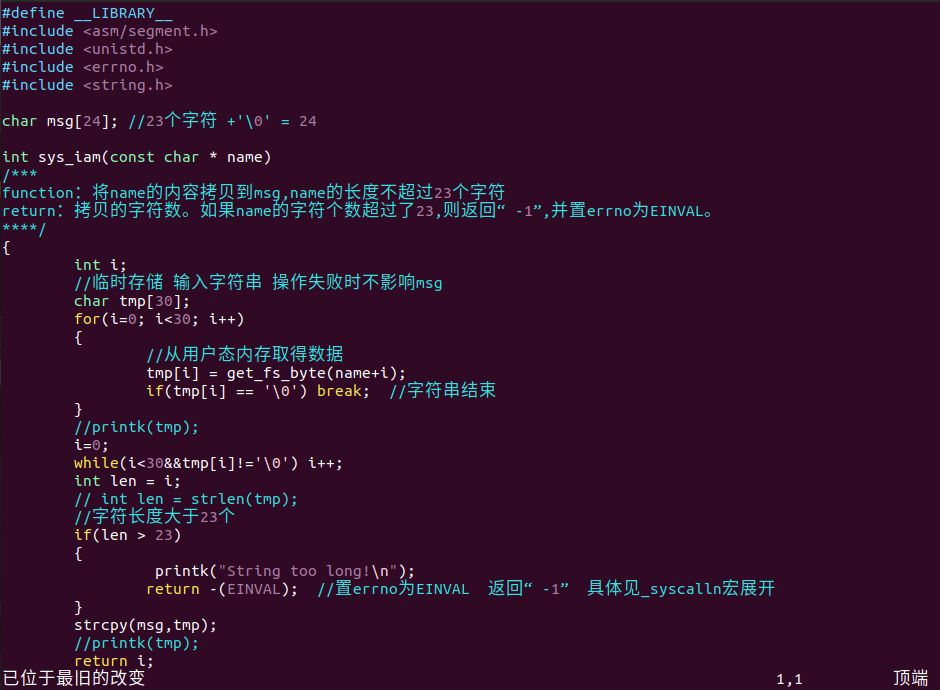 #define __LIBRARY__
#include <asm/segment.h>
#include <unistd.h>
#include <errno.h>
#include <string.h>

char msg[24]; //23个字符 +'\0' = 24

int sys_iam(const char * name)
/***
function：将name的内容拷贝到msg,name的长度不超过23个字符
return：拷贝的字符数。如果name的字符个数超过了23,则返回“ -1”,并置errno为EINVAL。
****/
{
        int i;
        //临时存储 输入字符串 操作失败时不影响msg
        char tmp[30];
        for(i=0; i<30; i++)
        {
                //从用户态内存取得数据
                tmp[i] = get_fs_byte(name+i);
                if(tmp[i] == '\0') break;  //字符串结束
        }
        //printk(tmp);
        i=0;
        while(i<30&&tmp[i]!='\0') i++;
        int len = i;
        // int len = strlen(tmp);
        //字符长度大于23个
        if(len > 23)
        {
                 printk("String too long!\n");
                return -(EINVAL);  //置errno为EINVAL  返回“ -1”  具体见_syscalln宏展开
        }
        strcpy(msg,tmp);
        //printk(tmp);
        return i;
已位于最旧的改变 1,1 顶端